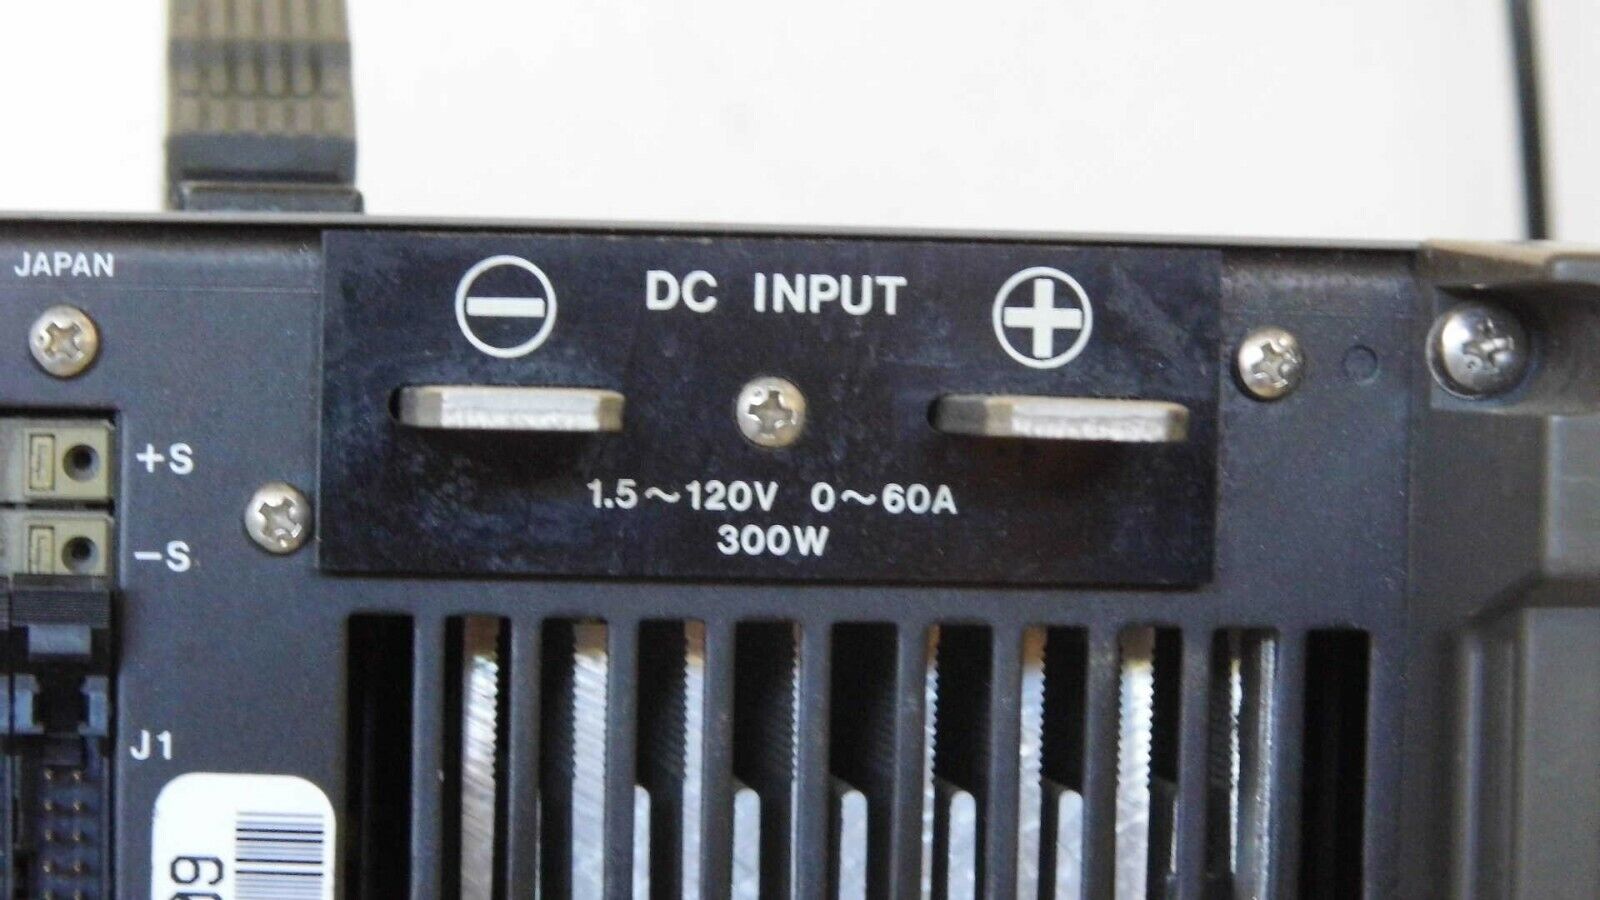 JAPAN
DC INPUT
+S
-S
1.5～120V 0～60A
300W
J1